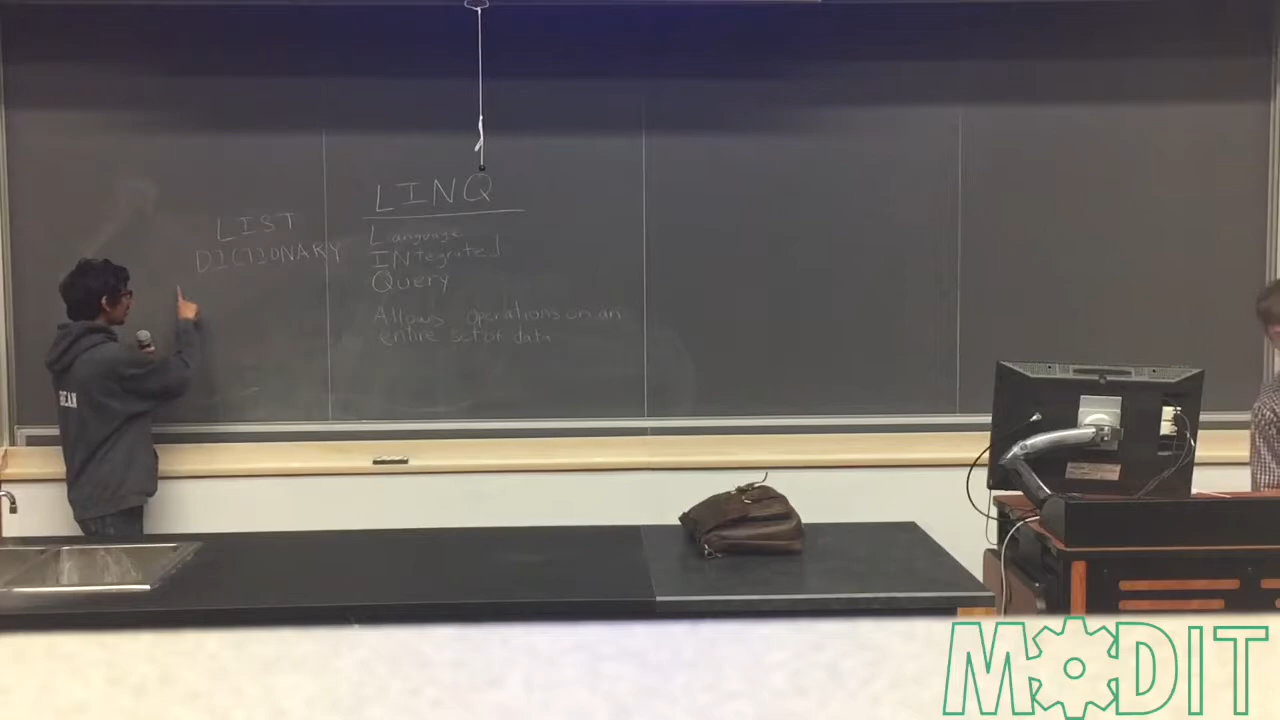 LIST
DICTIONARY
LINQ
Language
INtegrated
Query
Allows operations on an
entire set of data
MODIT